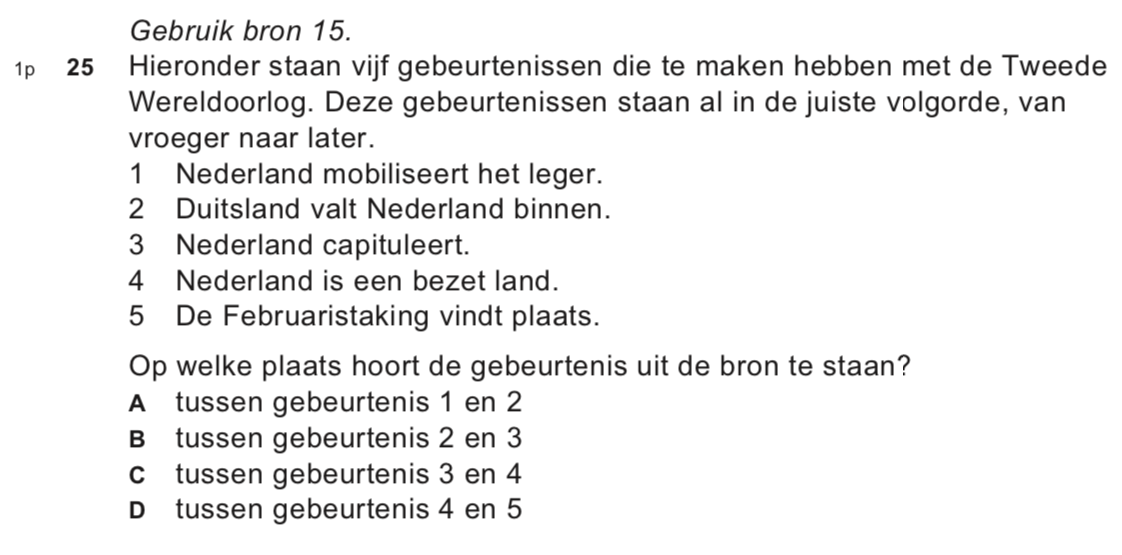 Gebruik bron 15.
1p 25 Hieronder staan vijf gebeurtenissen die te maken hebben met de Tweede
Wereldoorlog. Deze gebeurtenissen staan al in de juiste volgorde, van
vroeger naar later.
1 Nederland mobiliseert het leger.
2 Duitsland valt Nederland binnen.
3 Nederland capituleert.
4 Nederland is een bezet land.
5 De Februaristaking vindt plaats.
Op welke plaats hoort de gebeurtenis uit de bron te staan?
A tussen gebeurtenis 1 en 2
B tussen gebeurtenis 2 en 3
C tussen gebeurtenis 3 en 4
D tussen gebeurtenis 4 en 5